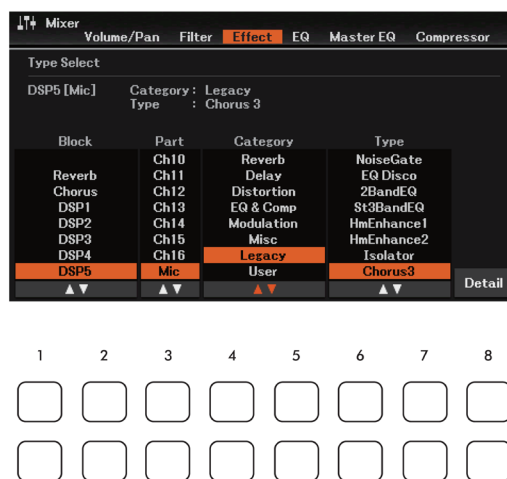 Mixer
Volume/Pan Filter Effect EQ Master EQ Compressor
Type Select
DSP5 [Mic] Category : Legacy
Type : Chorus 3
Block Part Category Type
Ch10 Reverb NoiseGate
Reverb Ch11 Delay EQ Disco
Chorus Ch12 Distortion 2BandEQ
DSP1 Ch13 EQ & Comp St3BandEQ
DSP2 Ch14 Modulation HmEnhance1
DSP3 Ch15 Misc HmEnhance2
DSP4 Ch16 Legacy Isolator
DSP5 Mic User Chorus3
Detail
1 2 3 4 5 6 7 8